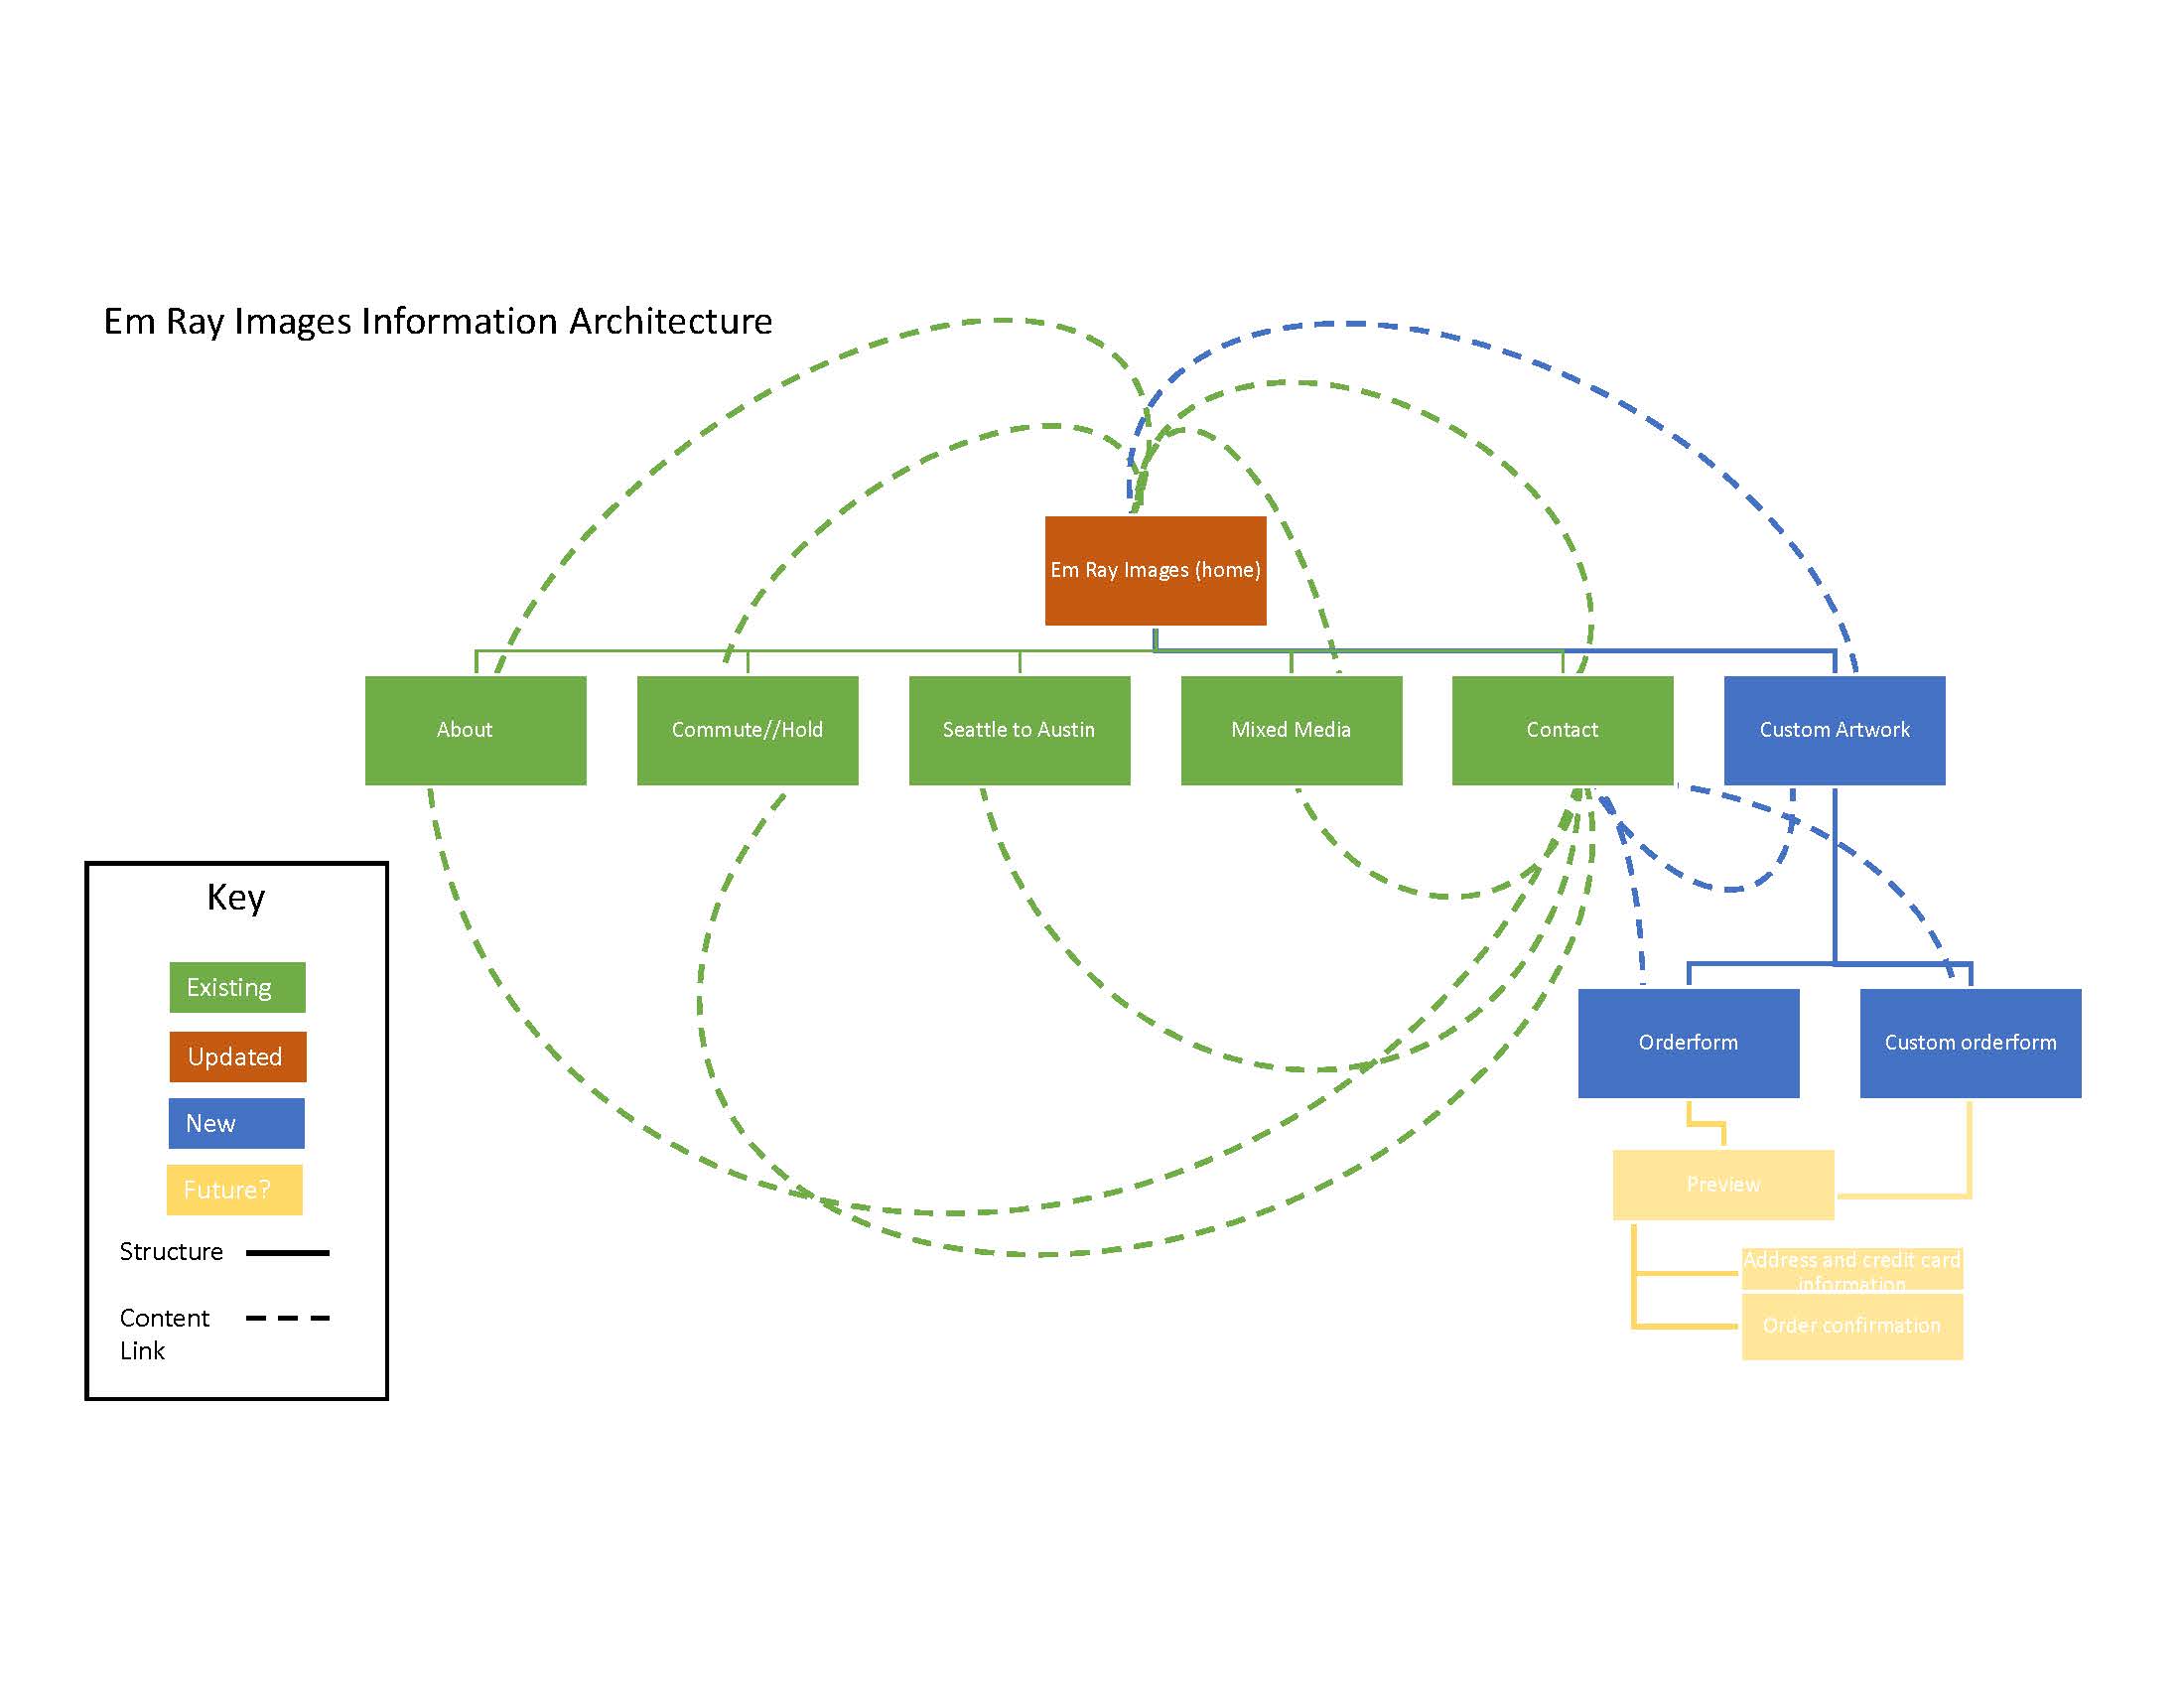 Em Ray Images Information Architecture
Em Ray Images (home)
About
Commute//Hold
Seattle to Austin
Mixed Media
Contact
Custom Artwork
Key
Existing
Updated
New
Future?
Structure
Content
Link
Orderform
Custom orderform
Preview
Address and credit card
information
Order confirmation